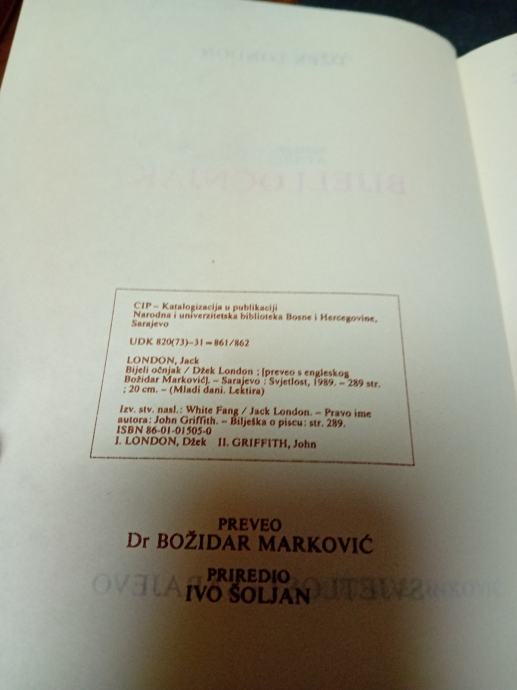 CIP – Katalogizacija u publikaciji
Narodna i univerzitetska biblioteka Bosne i Hercegovine,
Sarajevo
UDK 820(73)–31 = 861/862
LONDON, Jack
Bijeli očnjak / Džek London ; [preveo s engleskog
Božidar Marković]. – Sarajevo : Svjetlost, 1989. – 289 str.
; 20 cm. – (Mladi dani. Lektira)
Izv. stv. nasl.: White Fang / Jack London. – Pravo ime
autora: John Griffith. – Bilješka o piscu: str. 289.
ISBN 86-01-01505-0
I. LONDON, Džek II. GRIFFITH, John
PREVEO
Dr BOŽIDAR MARKOVIĆ
PRIREDIO
IVO ŠOLJAN